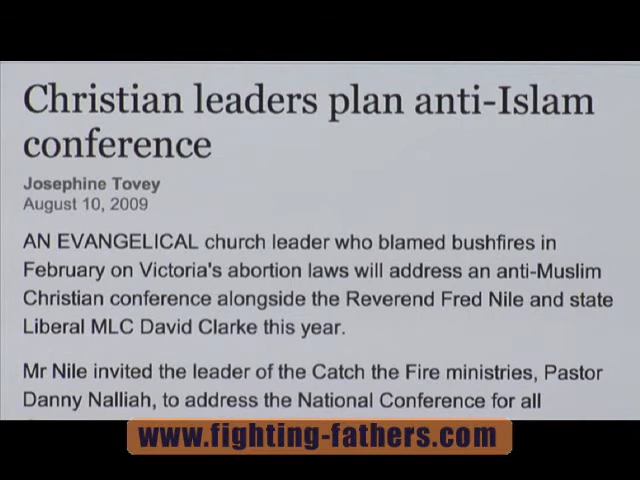 Christian leaders plan anti-Islam
conference
Josephine Tovey
August 10, 2009
AN EVANGELICAL church leader who blamed bushfires in
February on Victoria's abortion laws will address an anti-Muslim
Christian conference alongside the Reverend Fred Nile and state
Liberal MLC David Clarke this year.
Mr Nile invited the leader of the Catch the Fire ministries, Pastor
Danny Nalliah, to address the National Conference for all
www.fighting-fathers.com